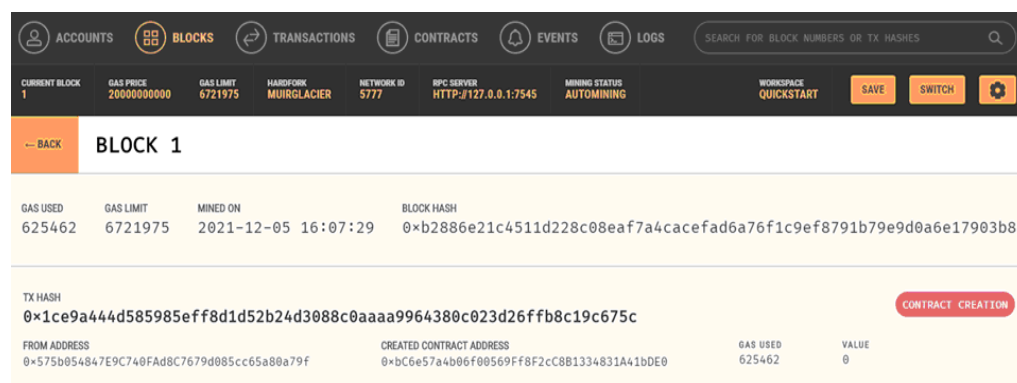 ACCOUNTS BLOCKS TRANSACTIONS CONTRACTS EVENTS LOGS SEARCH FOR BLOCK NUMBERS OR TX HASHES
CURRENT BLOCK GAS PRICE GAS LIMIT HARDFORK NETWORK ID RPC SERVER MINING STATUS WORKSPACE
1 20000000000 6721975 MUIRGLACIER 5777 HTTP://127.0.0.1:7545 AUTOMINING QUICKSTART SAVE SWITCH
← BACK BLOCK 1
GAS USED GAS LIMIT MINED ON BLOCK HASH
625462 6721975 2021-12-05 16:07:29 0×b2886e21c4511d228c08eaf7a4cacefad6a76f1c9ef8791b79e9d0a6e17903b8
TX HASH
0×1ce9a444d585985eff8d1d52b24d3088c0aaaa9964380c023d26ffb8c19c675c CONTRACT CREATION
FROM ADDRESS CREATED CONTRACT ADDRESS GAS USED VALUE
0×575b054847E9C740FAd8C7679d085cc65a80a79f 0×bC6e57a4b06f00569Ff8F2cC8B1334831A41bDE0 625462 0